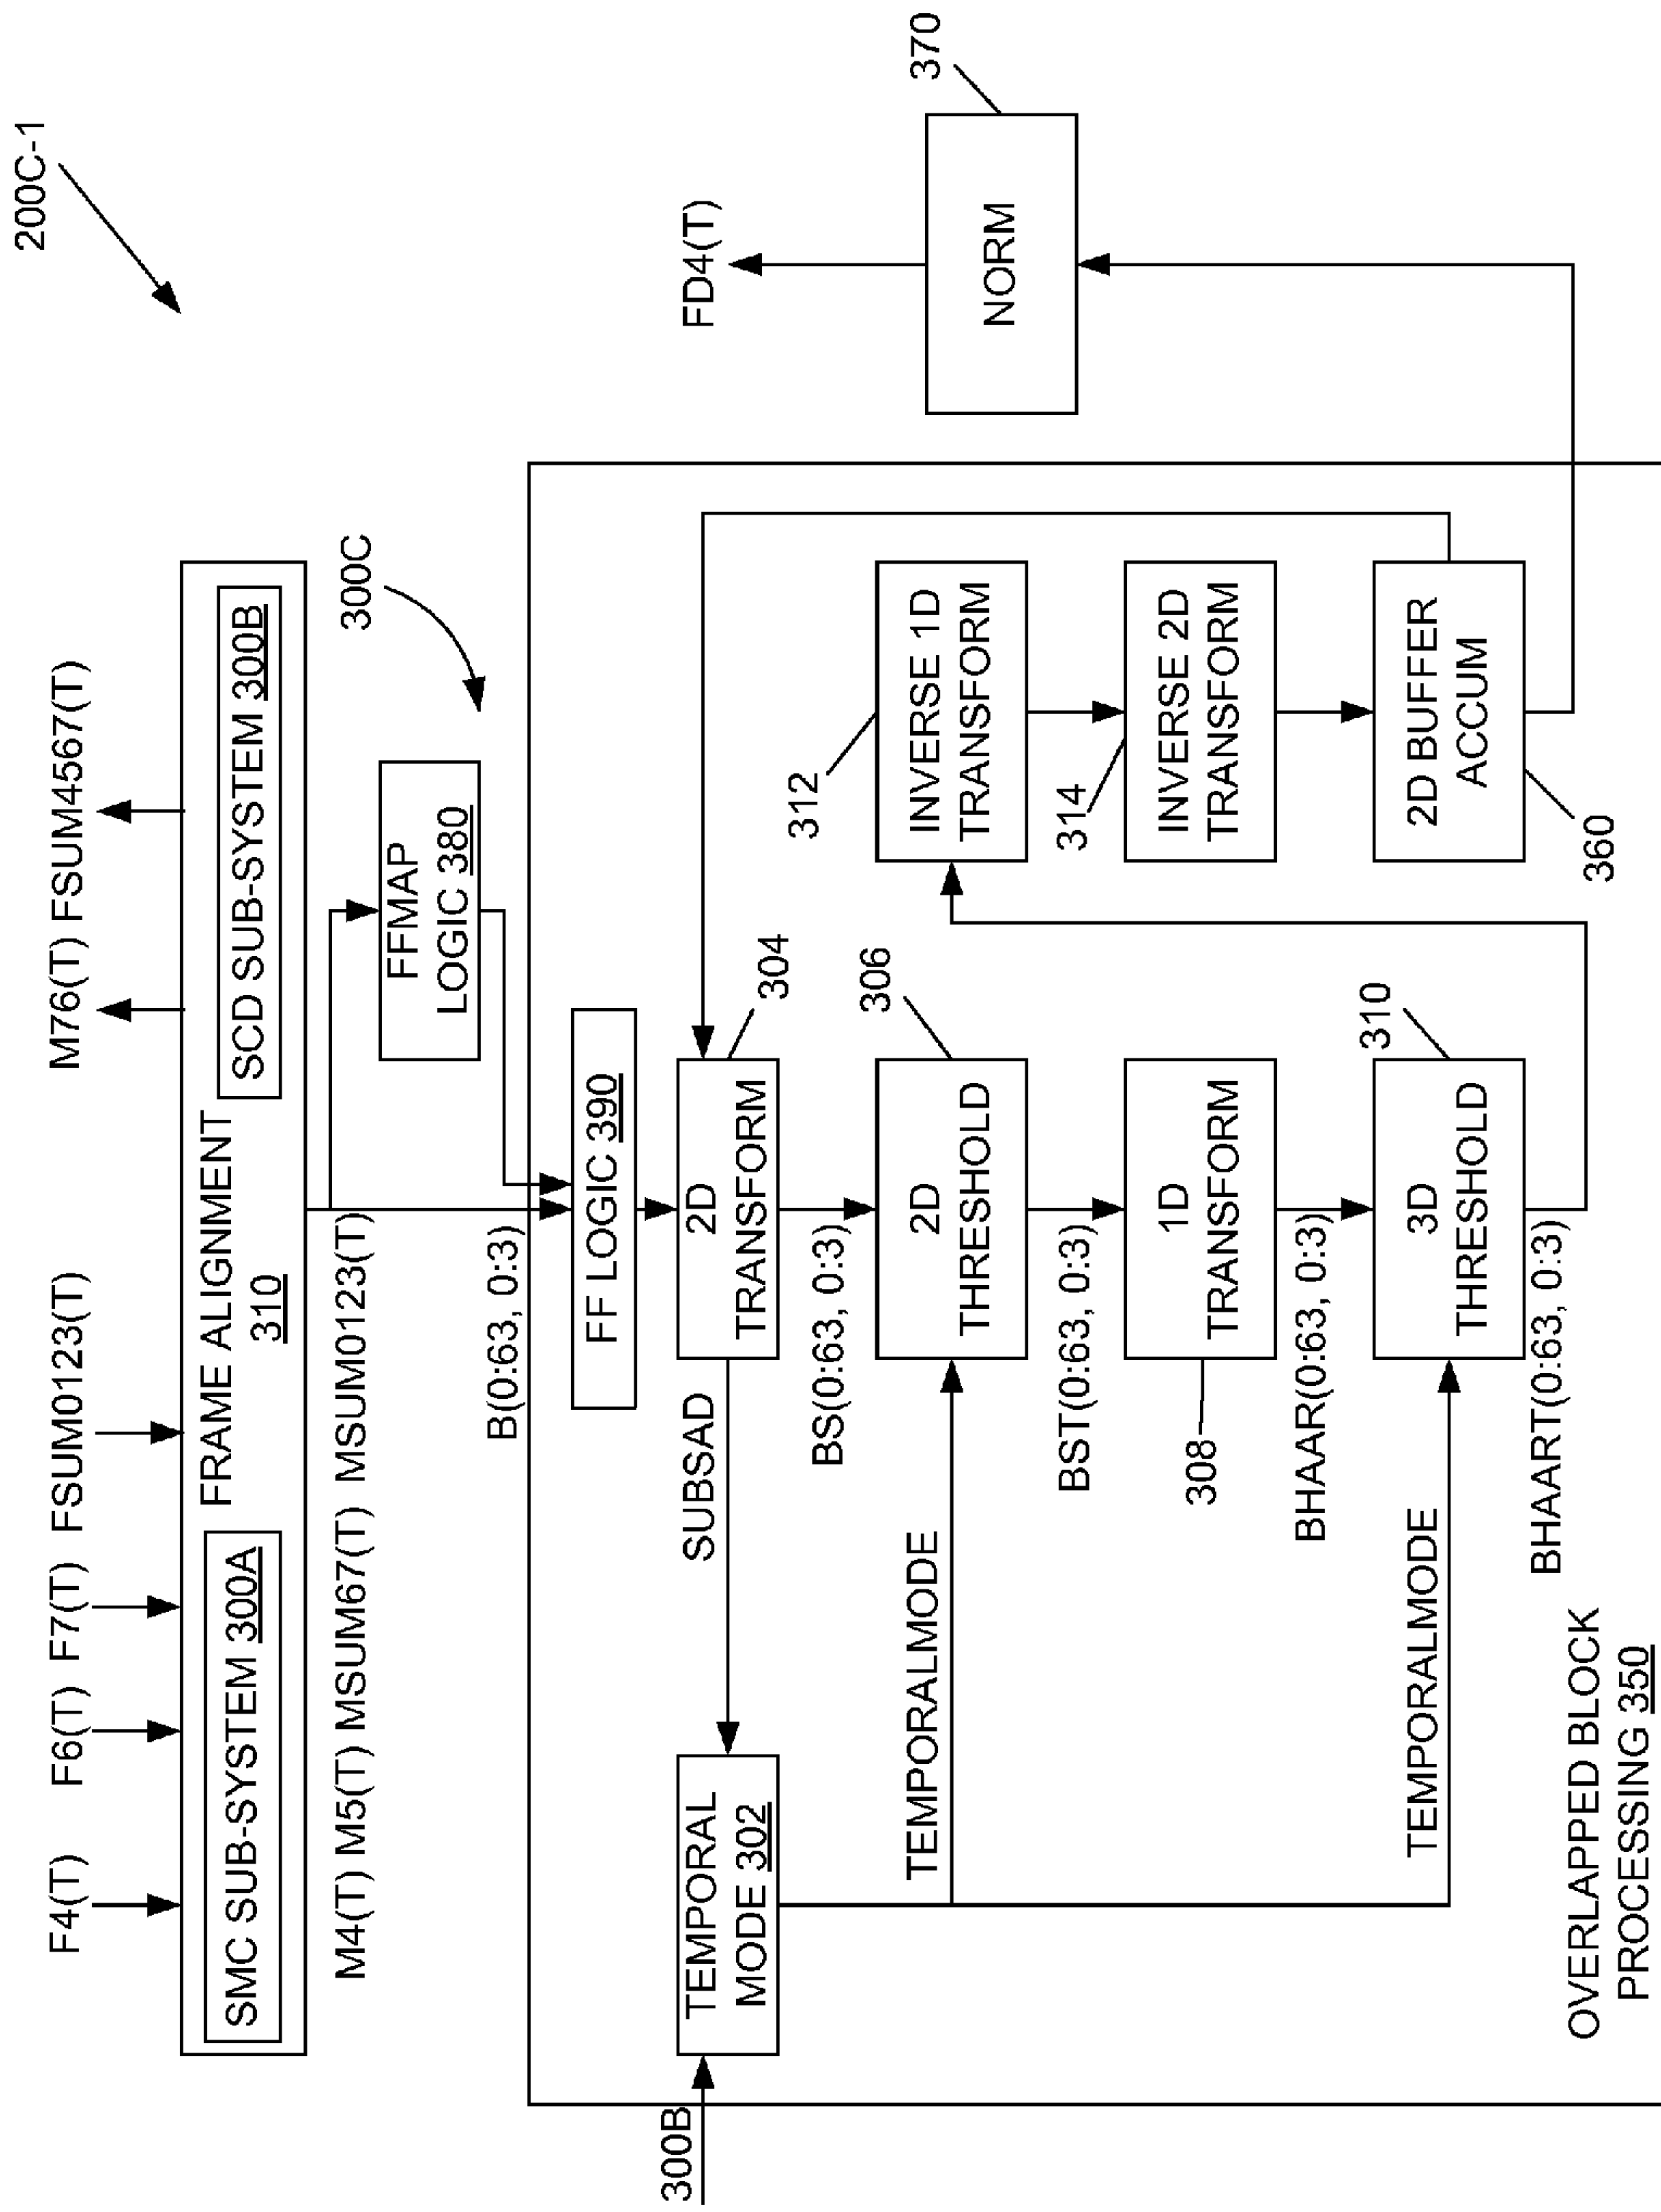 200C-1
F4(T) F6(T) F7(T) FSUM0123(T)
M76(T) FSUM4567(T)
SMC SUB-SYSTEM 300A
FRAME ALIGNMENT
310
SCD SUB-SYSTEM 300B
M4(T) M5(T) MSUM67(T) MSUM0123(T)
FFMAP
LOGIC 380
300C
B(0:63, 0:3)
FF LOGIC 390
300B
TEMPORAL
MODE 302
SUBSAD
2D
TRANSFORM
304
FD4(T)
BS(0:63, 0:3)
TEMPORALMODE
2D
THRESHOLD
306
312
INVERSE 1D
TRANSFORM
NORM
370
BST(0:63, 0:3)
308
1D
TRANSFORM
314
INVERSE 2D
TRANSFORM
BHAAR(0:63, 0:3)
TEMPORALMODE
3D
THRESHOLD
310
2D BUFFER
ACCUM
360
BHAART(0:63, 0:3)
OVERLAPPED BLOCK
PROCESSING 350